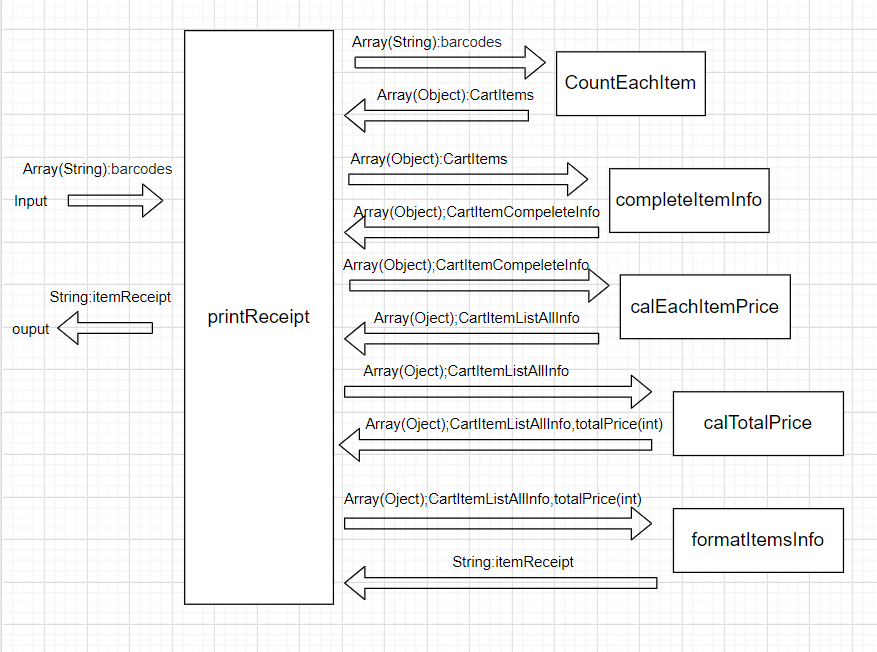 Array(String):barcodes
CountEachItem
Array(Object):CartItems
Array(Object):CartItems
Array(String):barcodes
Input
completeItemInfo
Array(Object);CartItemCompeleteInfo
Array(Object);CartItemCompeleteInfo
String:itemReceipt
ouput
printReceipt
calEachItemPrice
Array(Oject);CartItemListAllInfo
Array(Oject);CartItemListAllInfo
calTotalPrice
Array(Oject);CartItemListAllInfo,totalPrice(int)
Array(Oject);CartItemListAllInfo,totalPrice(int)
formatItemsInfo
String:itemReceipt